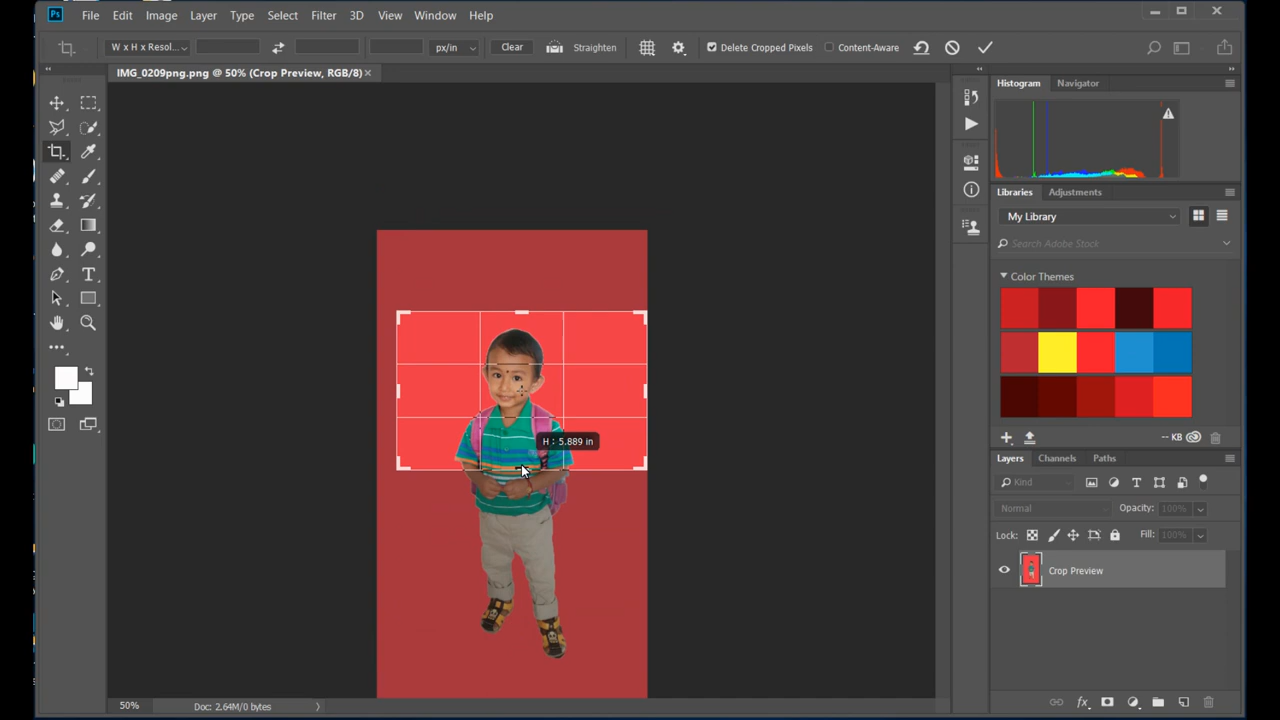 Ps File Edit Image Layer Type Select Filter 3D View Window Help
W x H x Resol... px/in Clear Straighten Delete Cropped Pixels Content-Aware
IMG_0209png.png @ 50% (Crop Preview, RGB/8) ×
Histogram Navigator
Libraries Adjustments
My Library
Search Adobe Stock
Color Themes
H : 5.889 in
-- KB
Layers Channels Paths
Kind
Normal Opacity: 100%
Lock: Fill: 100%
Crop Preview
50% Doc: 2.64M/0 bytes